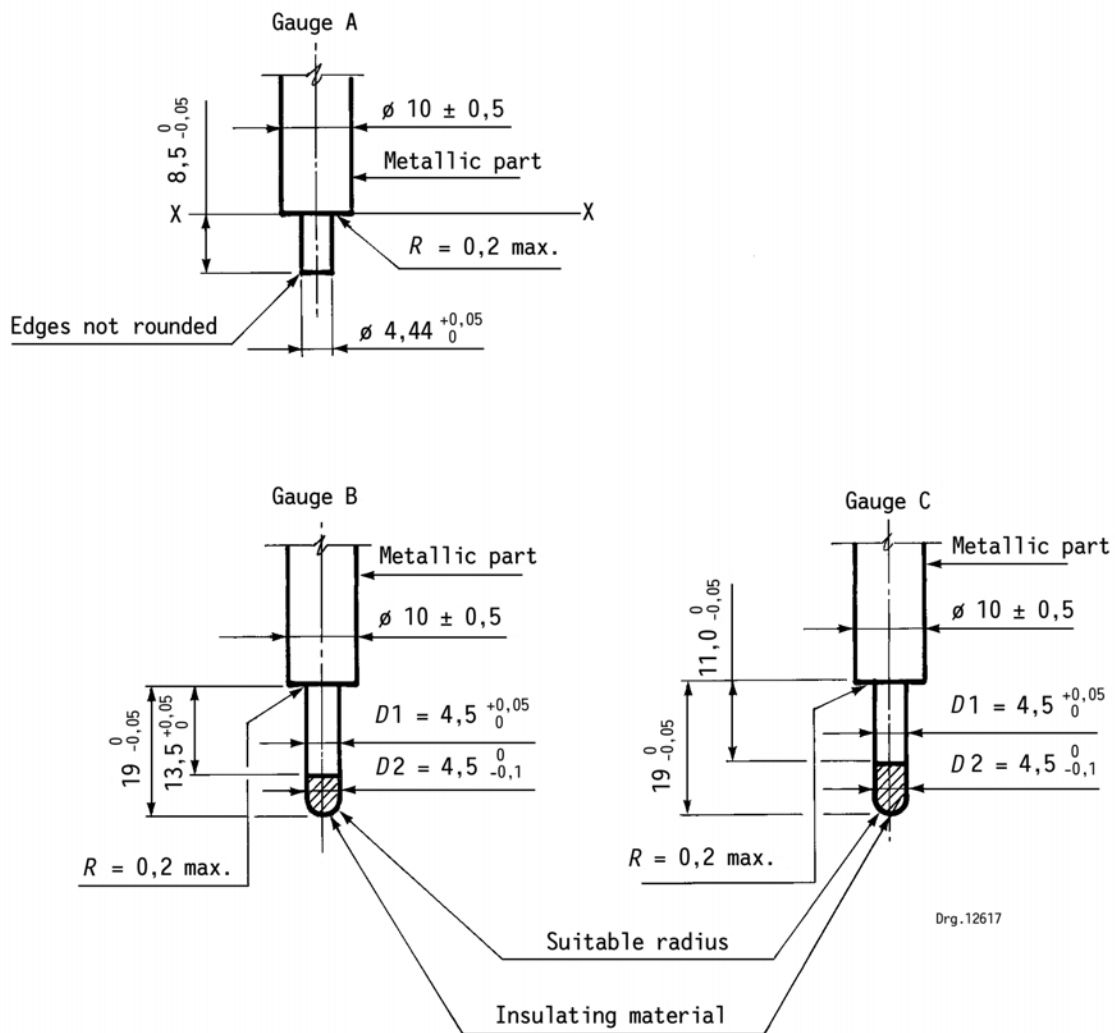 Gauge A
8,5 0 -0,05
ø 10 ± 0,5
Metallic part
X
X
R = 0,2 max.
Edges not rounded
ø 4,44 +0,05 0
Gauge B
Metallic part
ø 10 ± 0,5
19 0 -0,05
13,5 +0,05 0
D1 = 4,5 +0,05 0
D2 = 4,5 0 -0,1
R = 0,2 max.
Gauge C
Metallic part
11,0 0 -0,05
ø 10 ± 0,5
19 0 -0,05
D1 = 4,5 +0,05 0
D2 = 4,5 0 -0,1
R = 0,2 max.
Drg.12617
Suitable radius
Insulating material